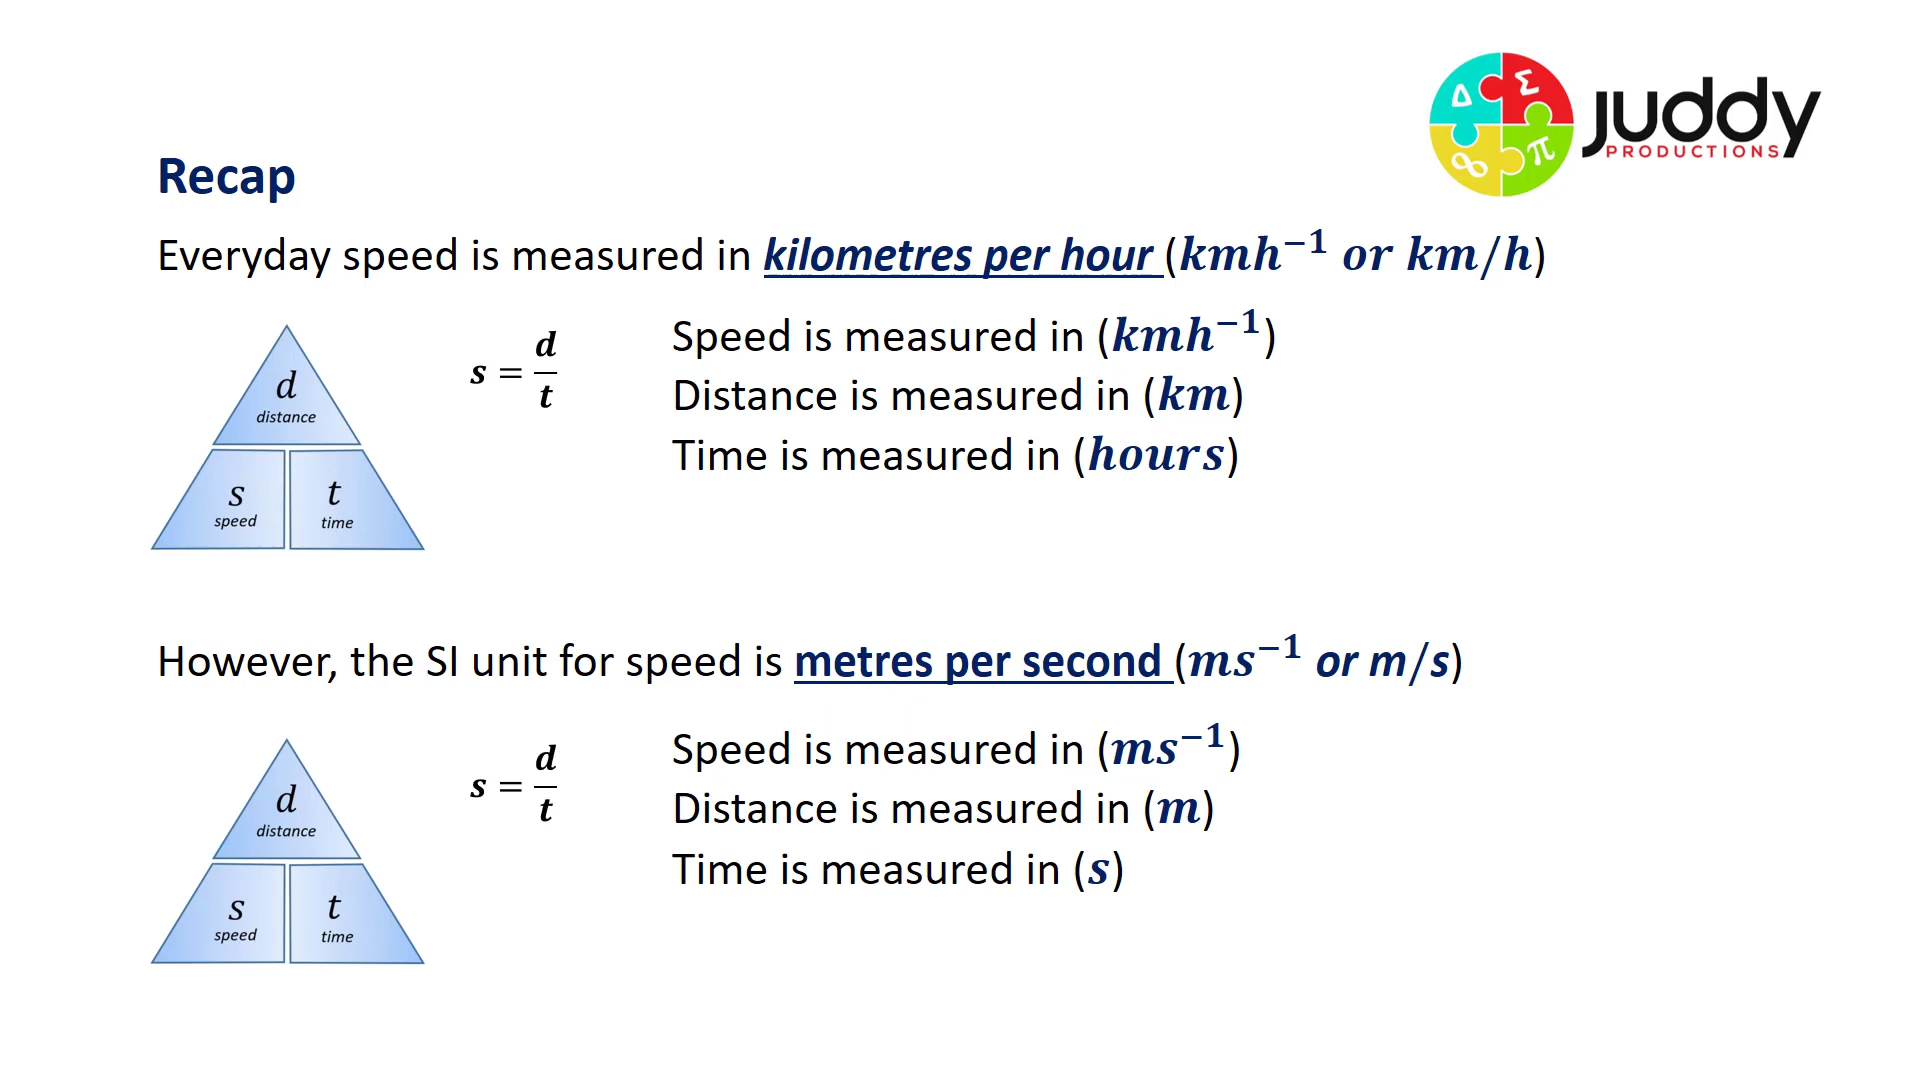 Δ Σ
∞ π
juddy
PRODUCTIONS
Recap
Everyday speed is measured in kilometres per hour (kmh⁻¹ or km/h)
d
distance
s t
speed time
s = d/t
Speed is measured in (kmh⁻¹)
Distance is measured in (km)
Time is measured in (hours)
However, the SI unit for speed is metres per second (ms⁻¹ or m/s)
d
distance
s t
speed time
s = d/t
Speed is measured in (ms⁻¹)
Distance is measured in (m)
Time is measured in (s)